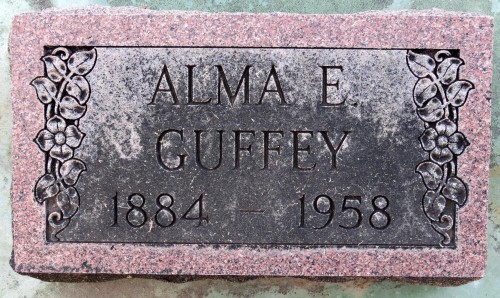 ALMA E.
GUFFEY
1884 – 1958